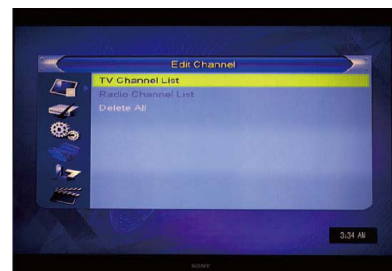 Edit Channel
TV Channel List
Radio Channel List
Delete All
3:34 AM
SONY